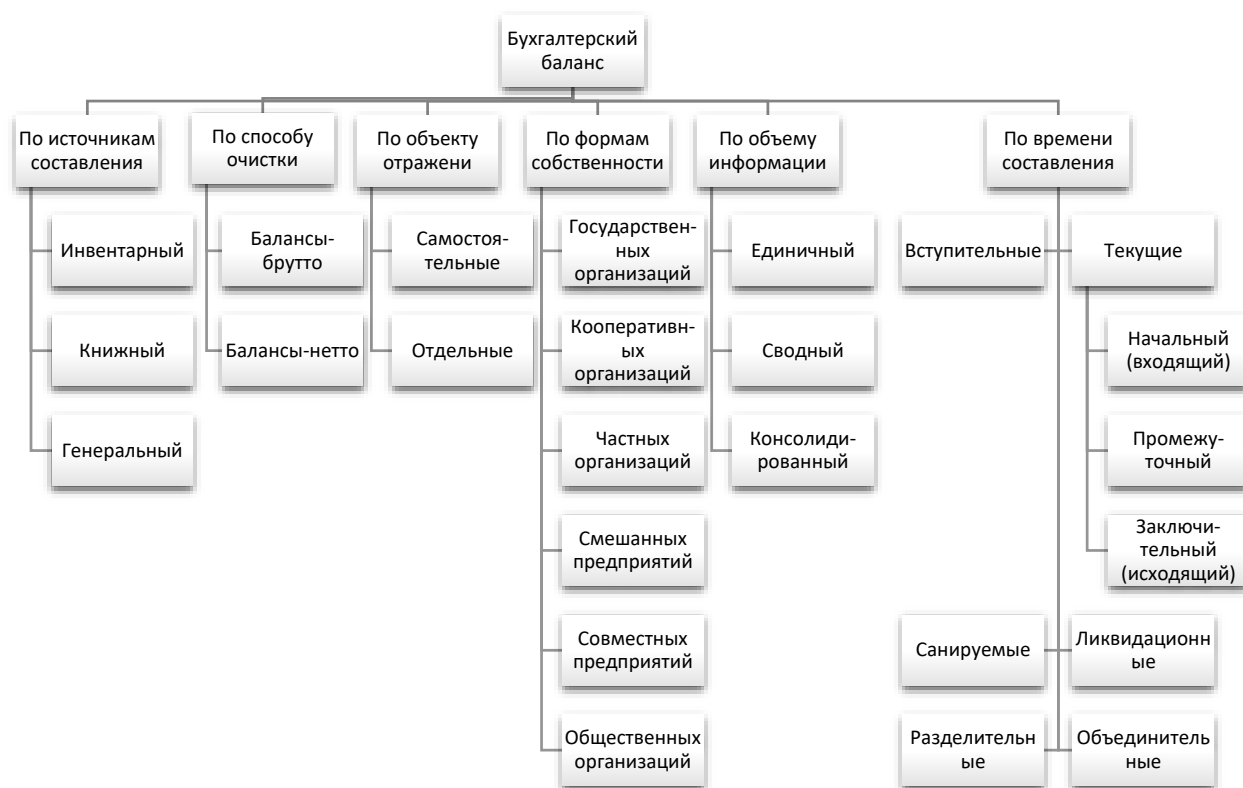 Бухгалтерский
баланс
По источникам
составления
По способу
очистки
По объекту
отражени
По формам
собственности
По объему
информации
По времени
составления
Инвентарный
Книжный
Генеральный
Балансы-
брутто
Балансы-нетто
Самостоя-
тельные
Отдельные
Государствен-
ных
организаций
Кооперативн-
ых
организаций
Частных
организаций
Смешанных
предприятий
Совместных
предприятий
Общественных
организаций
Единичный
Сводный
Консолиди-
рованный
Вступительные
Текущие
Начальный
(входящий)
Промежу-
точный
Заключи-
тельный
(исходящий)
Санируемые
Ликвидационн
ые
Разделительн
ые
Объединитель
ные